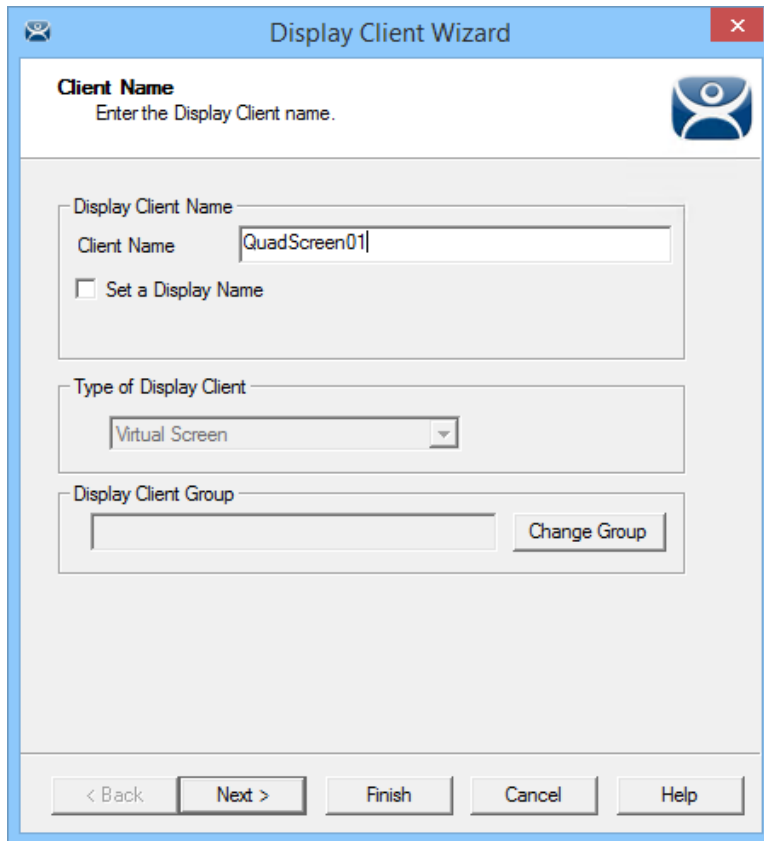 Display Client Wizard
Client Name
Enter the Display Client name.
Display Client Name
Client Name QuadScreen01
Set a Display Name
Type of Display Client
Virtual Screen
Display Client Group
Change Group
< Back Next > Finish Cancel Help